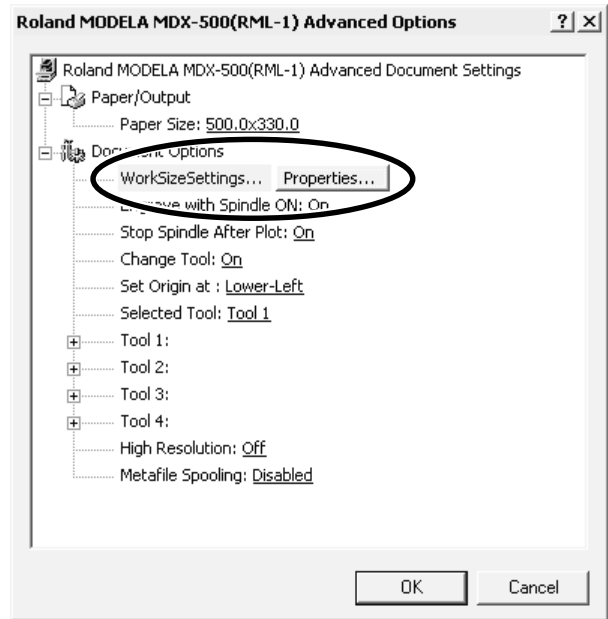 Roland MODELA MDX-500(RML-1) Advanced Options
Roland MODELA MDX-500(RML-1) Advanced Document Settings
Paper/Output
Paper Size: 500.0x330.0
Document Options
WorkSizeSettings... Properties...
Engrave with Spindle ON: On
Stop Spindle After Plot: On
Change Tool: On
Set Origin at : Lower-Left
Selected Tool: Tool 1
Tool 1:
Tool 2:
Tool 3:
Tool 4:
High Resolution: Off
Metafile Spooling: Disabled
OK Cancel